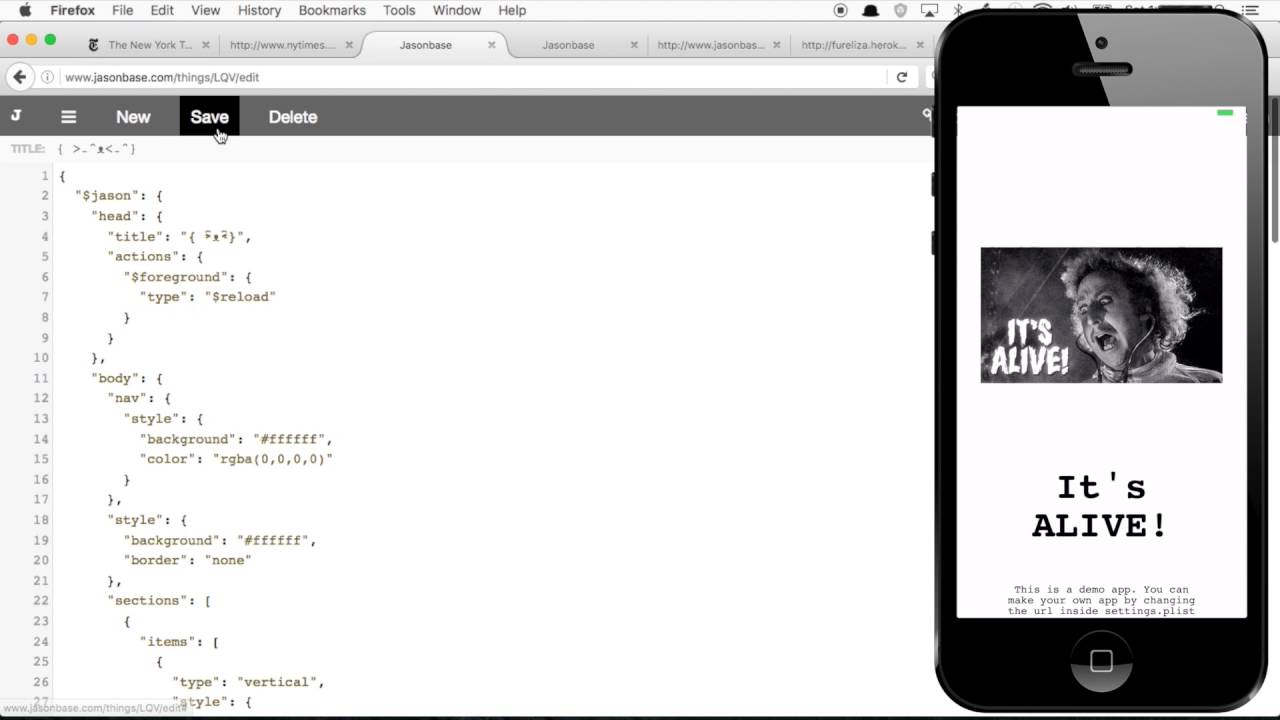 Firefox File Edit View History Bookmarks Tools Window Help
The New York T...
http://www.nytimes....
Jasonbase
Jasonbase
http://www.jasonbas...
http://fureliza.herok...
www.jasonbase.com/things/LQV/edit
J New Save Delete
TITLE:
1 {
2 "$jason": {
3 "head": {
4 "title":
5 "actions": {
6 "$foreground": {
7 "type": "$reload"
8 }
9 }
10 },
11 "body": {
12 "nav": {
13 "style": {
14 "background": "#ffffff",
15 "color": "rgba(0,0,0,0)"
16 }
17 },
18 "style": {
19 "background": "#ffffff",
20 "border": "none"
21 },
22 "sections": [
23 {
24 "items": [
25 {
26 "type": "vertical",
27 "style": {
www.jasonbase.com/things/LQV/edit#
IT'S
ALIVE!
It's
ALIVE!
This is a demo app. You can
make your own app by changing
the url inside settings.plist